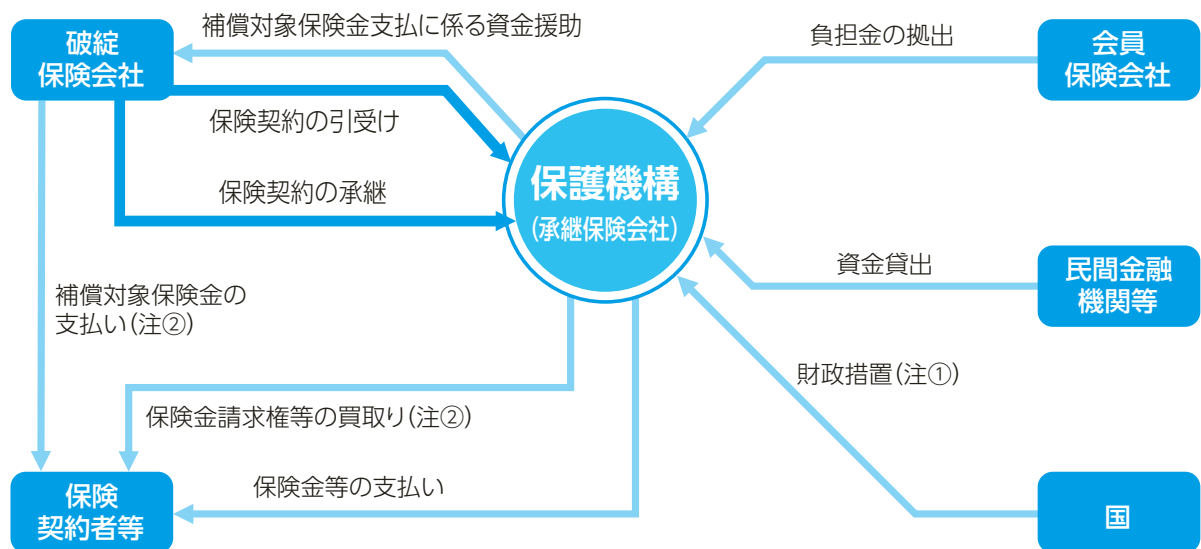 補償対象保険金支払に係る資金援助
破綻
保険会社
負担金の拠出
会員
保険会社
保険契約の引受け
保険契約の承継
保護機構
(承継保険会社)
資金貸出
民間金融
機関等
補償対象保険金の
支払い(注②)
財政措置(注①)
保険金請求権等の買取り(注②)
保険金等の支払い
保険
契約者等
国